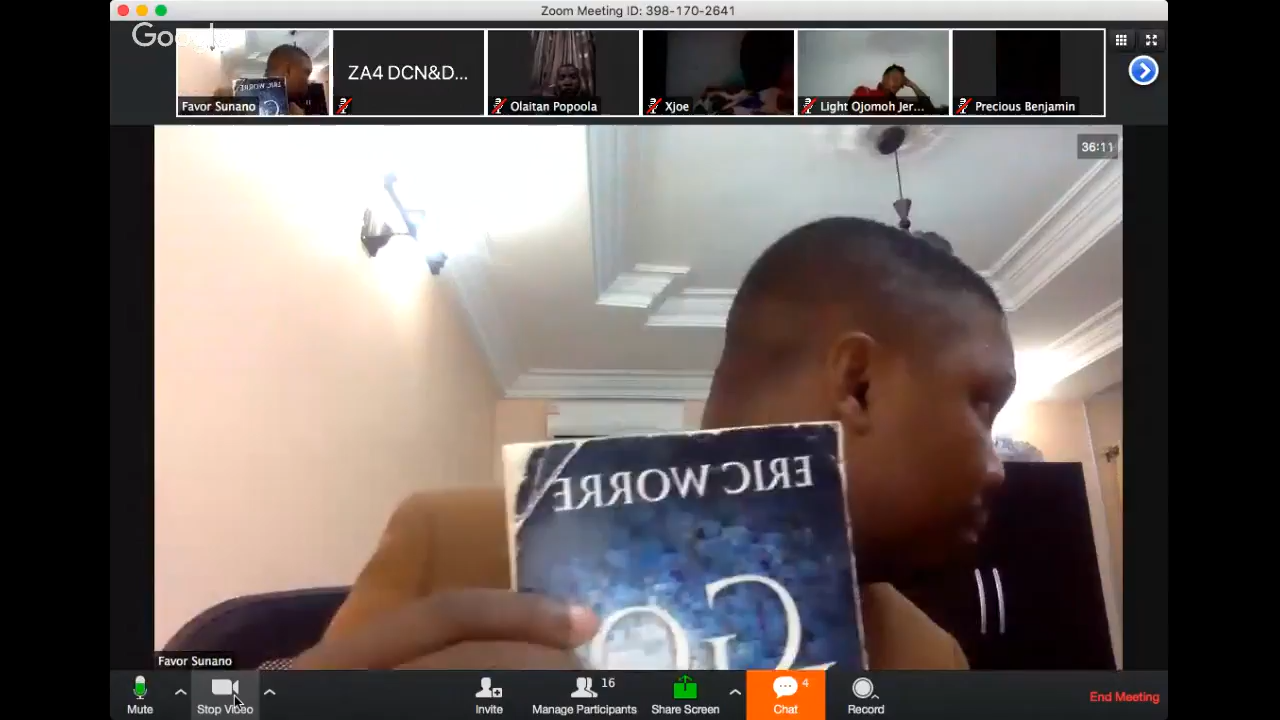 Zoom Meeting ID: 398-170-2641
Google
Favor Sunano
ZA4 DCN&D...
Olaitan Popoola
Xjoe
Light Ojomoh Jer...
Precious Benjamin
36:11
ERIC WORRE
GO
Favor Sunano
Mute
Stop Video
Invite
16
Manage Participants
Share Screen
4
Chat
Record
End Meeting